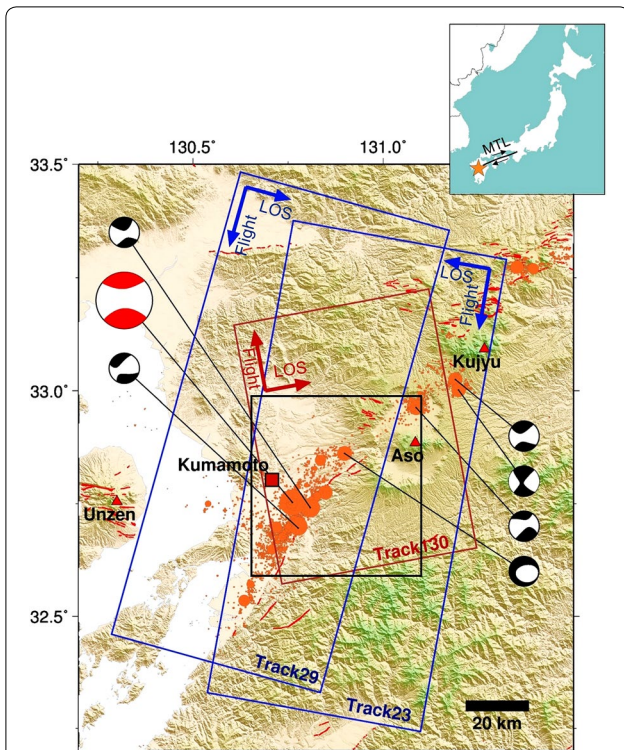 MTL
130.5°
131.0°
33.5°
LOS
Flight
LOS
Flight
Kujyu
Flight
LOS
33.0°
Aso
Kumamoto
Unzen
Track130
32.5°
Track29
Track23
20 km